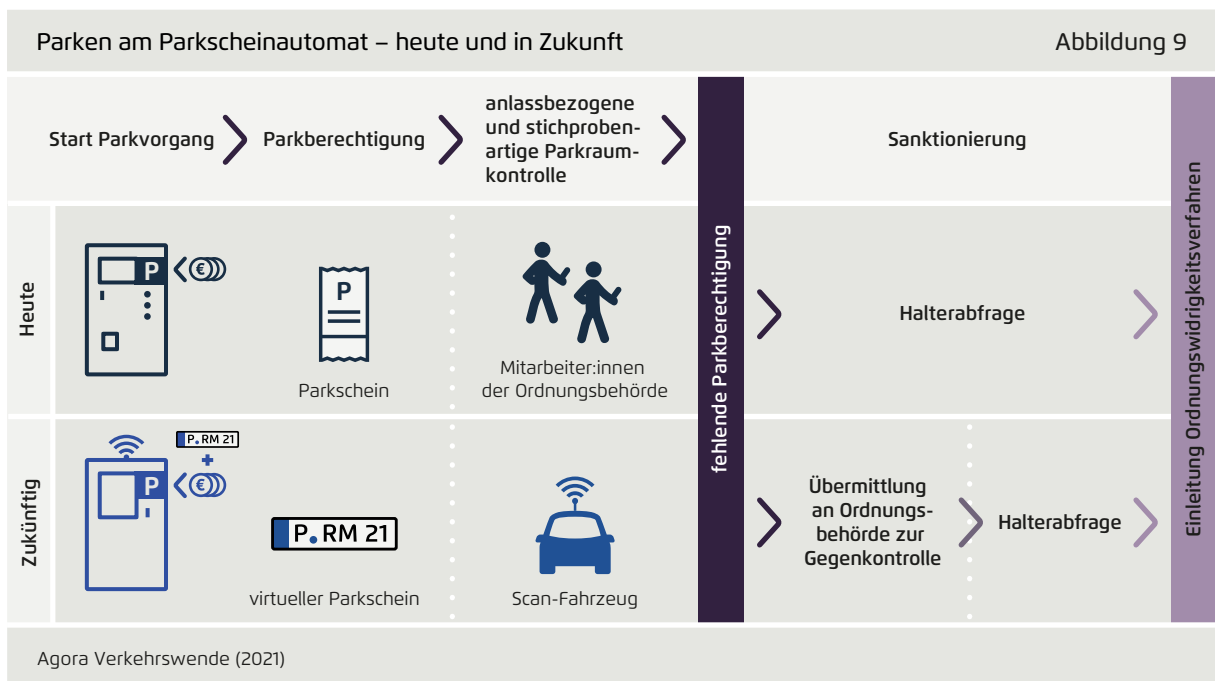 Parken am Parkscheinautomat – heute und in Zukunft
Abbildung 9
Start Parkvorgang
Parkberechtigung
anlassbezogene
und stichproben-
artige Parkraum-
kontrolle
fehlende Parkberechtigung
Sanktionierung
Einleitung Ordnungswidrigkeitsverfahren
Heute
P
€
P
Parkschein
Mitarbeiter:innen
der Ordnungsbehörde
Halterabfrage
Zukünftig
P. RM 21
+
P
€
P. RM 21
virtueller Parkschein
Scan-Fahrzeug
Übermittlung
an Ordnungs-
behörde zur
Gegenkontrolle
Halterabfrage
Agora Verkehrswende (2021)